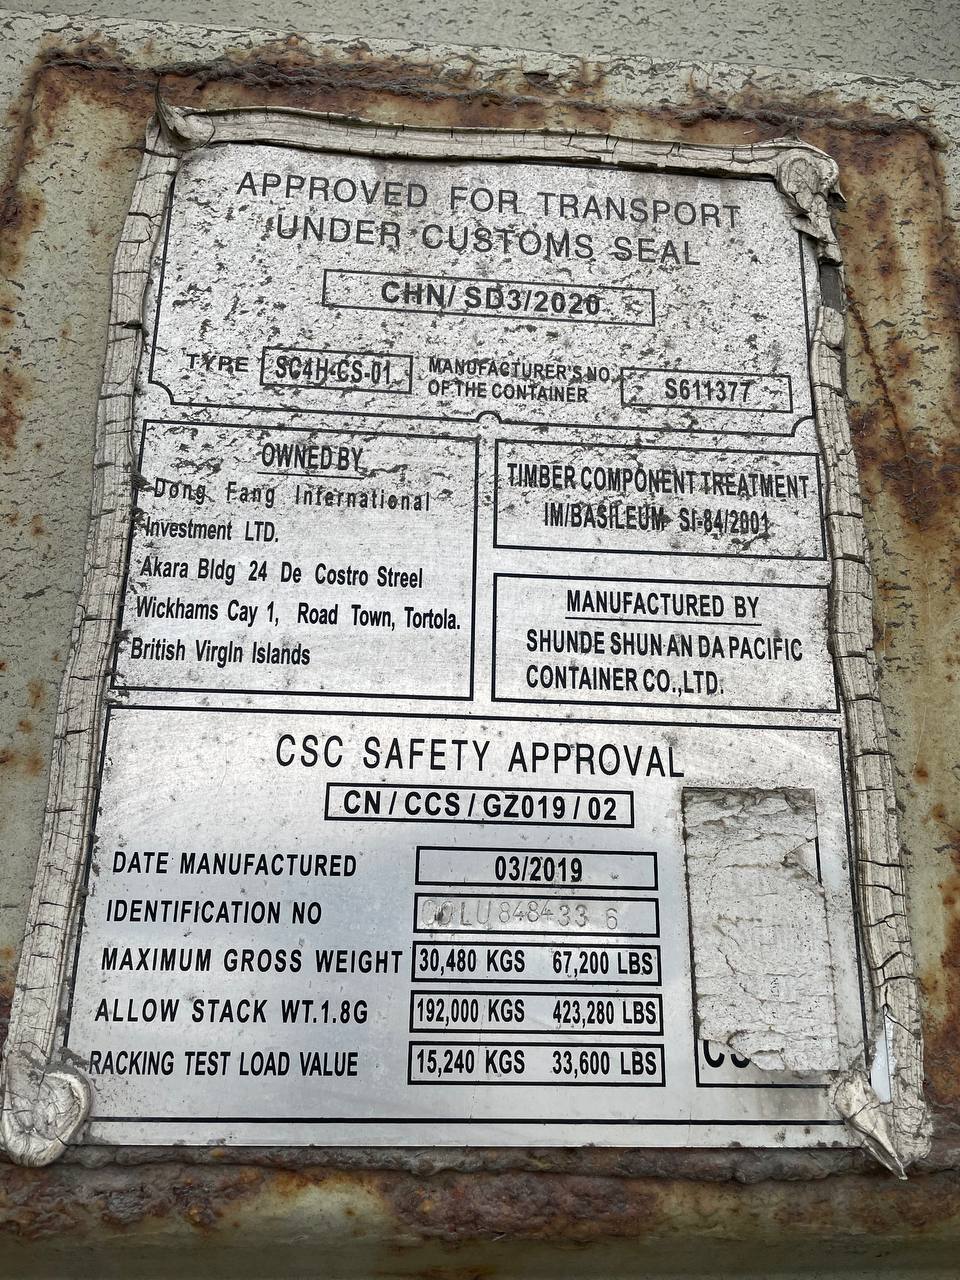 APPROVED FOR TRANSPORT
UNDER CUSTOMS SEAL
CHN/ SD3/2020
TYPE SC4H-CS-01 MANUFACTURER'S NO. OF THE CONTAINER S611377
OWNED BY
Dong Fang International
Investment LTD.
Akara Bldg 24 De Costro Streel
Wickhams Cay 1, Road Town, Tortola.
British VirgIn Islands
TIMBER COMPONENT TREATMENT
IM/BASILEUM SI-84/2001
MANUFACTURED BY
SHUNDE SHUN AN DA PACIFIC
CONTAINER CO.,LTD.
CSC SAFETY APPROVAL
CN / CCS / GZ019 / 02
DATE MANUFACTURED 03/2019
IDENTIFICATION NO
MAXIMUM GROSS WEIGHT 30,480 KGS 67,200 LBS
ALLOW STACK WT.1.8G 192,000 KGS 423,280 LBS
RACKING TEST LOAD VALUE 15,240 KGS 33,600 LBS